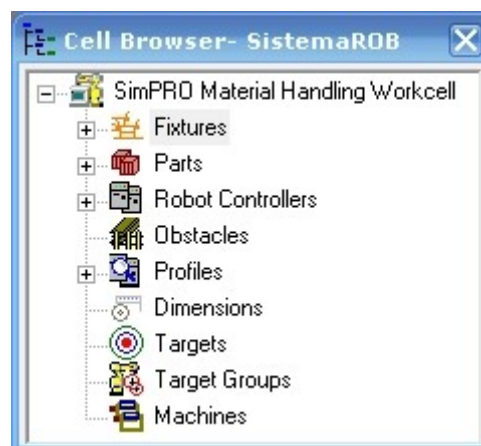 Cell Browser- SistemaROB
SimPRO Material Handling Workcell
Fixtures
Parts
Robot Controllers
Obstacles
Profiles
Dimensions
Targets
Target Groups
Machines